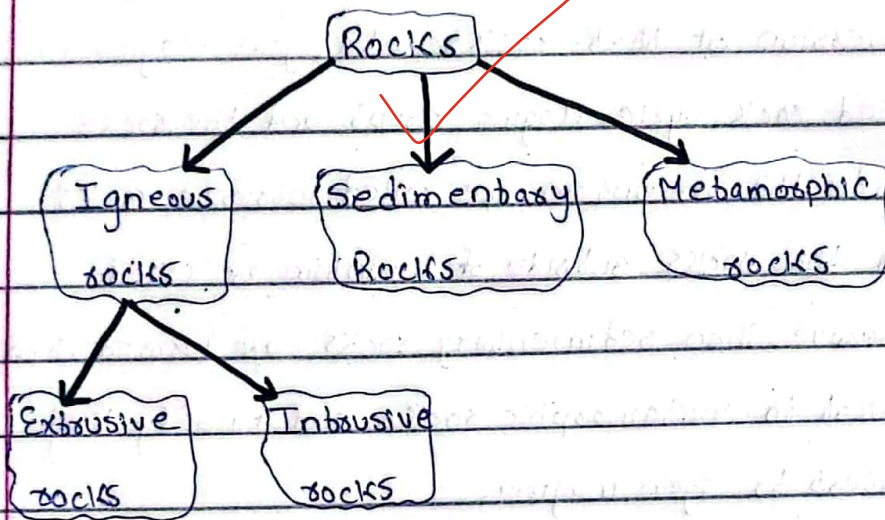 Rocks
Igneous
rocks
Sedimentary
Rocks
Metamorphic
rocks
Extrusive
rocks
Intrusive
rocks